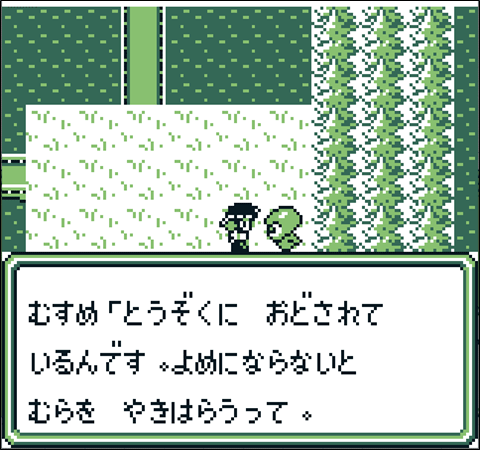 むすめ「とうぞくに　おどされて
いるんです。よめにならないと
むらを　やきはらうって。